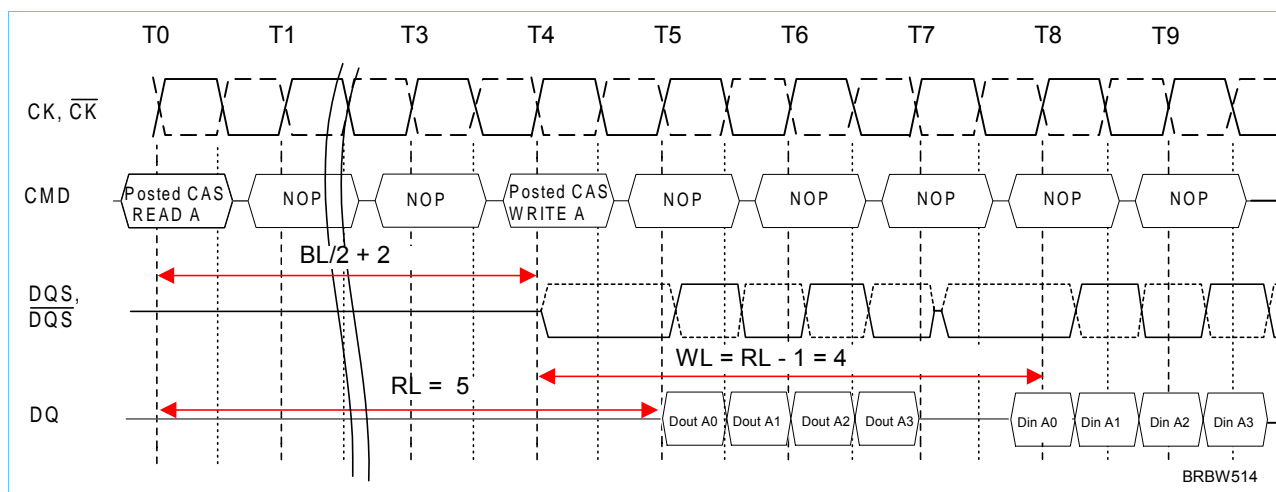 T0 T1 T3 T4 T5 T6 T7 T8 T9
CK, CK
CMD
Posted CAS
READ A
NOP
NOP
Posted CAS
WRITE A
NOP
NOP
NOP
NOP
NOP
BL/2 + 2
DQS,
DQS
WL = RL - 1 = 4
RL = 5
DQ
Dout A0 Dout A1 Dout A2 Dout A3 Din A0 Din A1 Din A2 Din A3
BRBW514